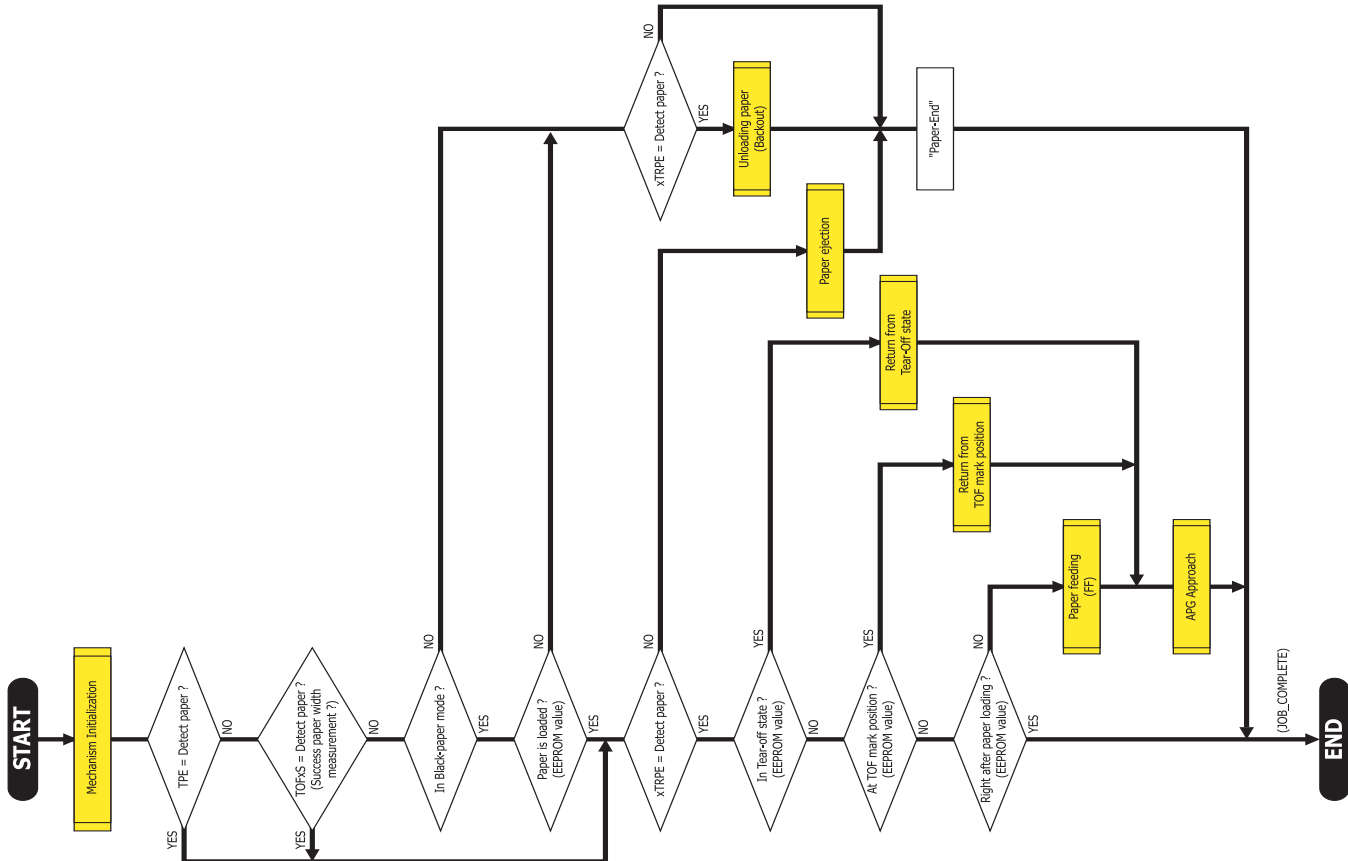 START
Mechanism Initialization
TPE = Detect paper ?
YES
NO
TOFxS = Detect paper ?
(Success paper width
measurement ?)
YES
NO
In Black-paper mode ?
NO
YES
Paper is loaded ?
(EEPROM value)
NO
YES
xTRPE = Detect paper ?
NO
YES
In Tear-off state ?
(EEPROM value)
YES
NO
At TOF mark position ?
(EEPROM value)
YES
NO
Right after paper loading ?
(EEPROM value)
NO
YES
Paper feeding
(FF)
APG Approach
Return from
TOF mark position
Return from
Tear-Off state
Paper ejection
xTRPE = Detect paper ?
NO
YES
Unloading paper
(Backout)
"Paper-End"
(JOB_COMPLETE)
END